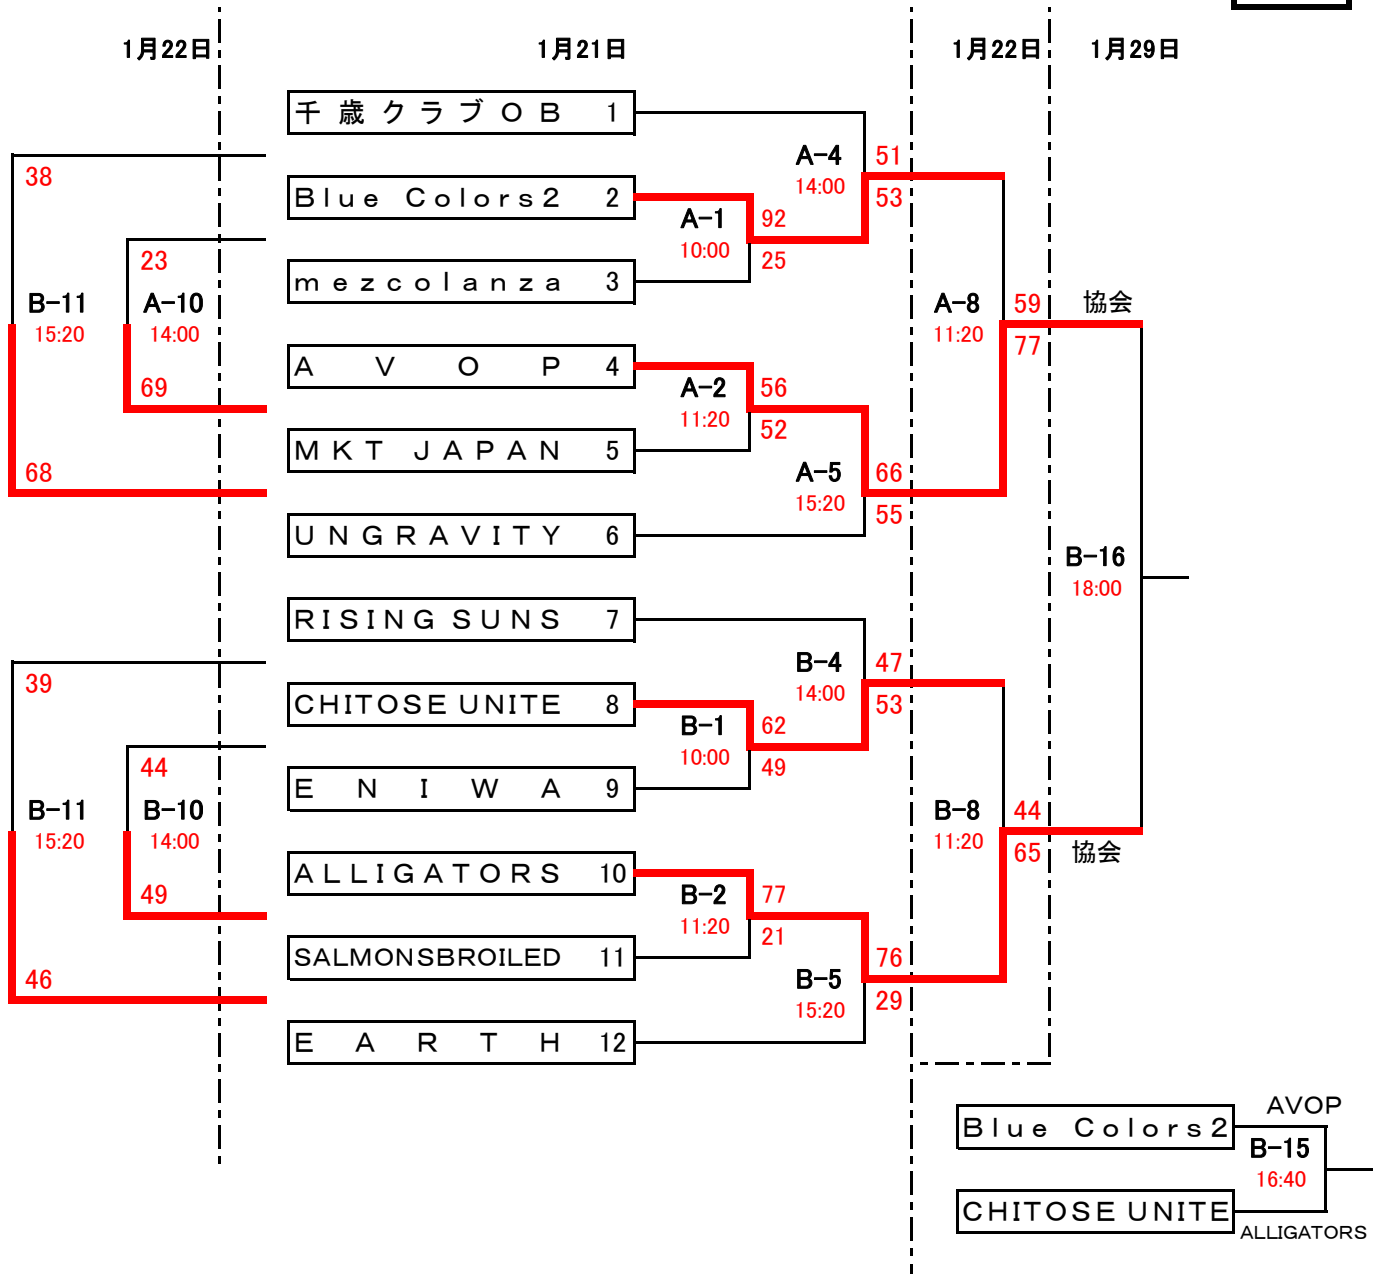 1月22日 1月21日 1月22日 1月29日
千歳クラブOB 1
Blue Colors2 2
mezcolanza 3
AVOP 4
MKT JAPAN 5
UNGRAVITY 6
RISING SUNS 7
CHITOSE UNITE 8
ENIWA 9
ALLIGATORS 10
SALMONSBROILED 11
EARTH 12
38
B-11
15:20
68
23
A-10
14:00
69
39
B-11
15:20
46
44
B-10
14:00
49
A-1
10:00
92
25
A-2
11:20
56
52
B-1
10:00
62
49
B-2
11:20
77
21
A-4
14:00
51
53
A-5
15:20
66
55
B-4
14:00
47
53
B-5
15:20
76
29
A-8
11:20
59
77
協会
B-8
11:20
44
65
協会
B-16
18:00
Blue Colors2
AVOP
B-15
16:40
CHITOSE UNITE
ALLIGATORS